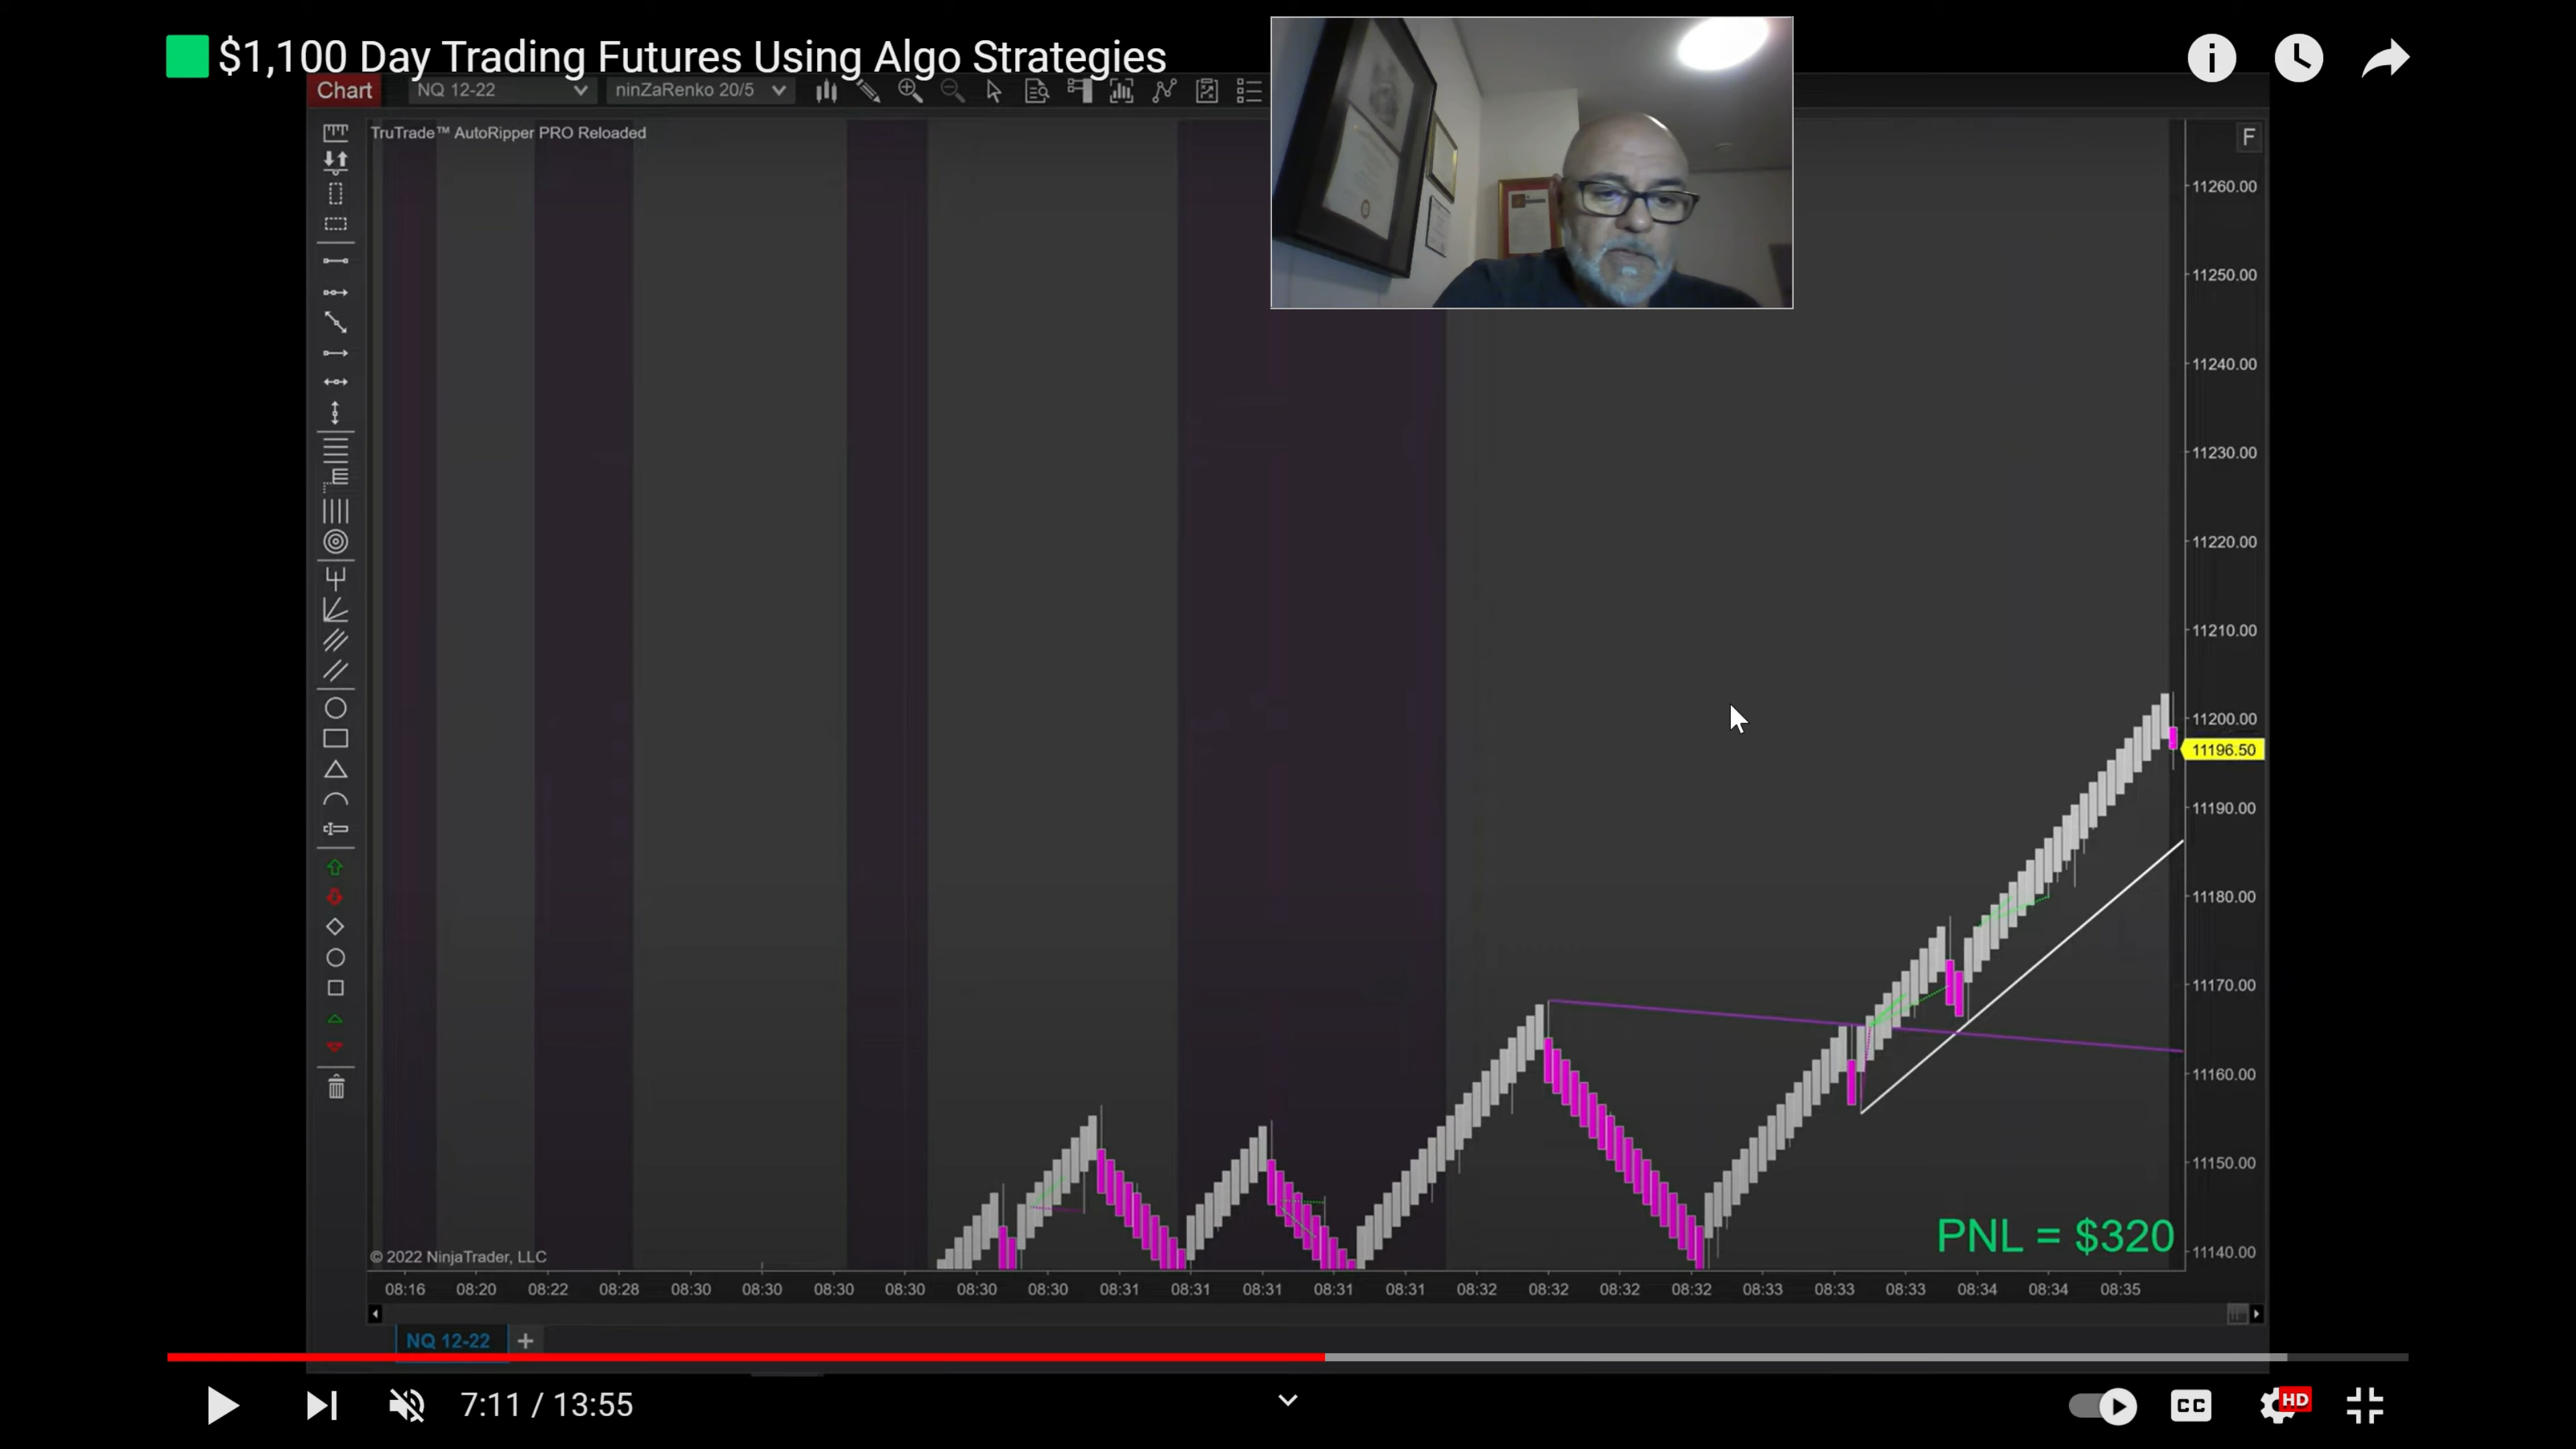 $1,100 Day Trading Futures Using Algo Strategies
Chart
NQ 12-22
ninZaRenko 20/5
TruTrade™ AutoRipper PRO Reloaded
F
11260.00
11250.00
11240.00
11230.00
11220.00
11210.00
11200.00
11196.50
11190.00
11180.00
11170.00
11160.00
11150.00
11140.00
PNL = $320
© 2022 NinjaTrader, LLC
08:16 08:20 08:22 08:28 08:30 08:30 08:30 08:30 08:30 08:30 08:31 08:31 08:31 08:31 08:31 08:32 08:32 08:32 08:32 08:33 08:33 08:33 08:34 08:34 08:35
NQ 12-22 +
7:11 / 13:55
CC
HD